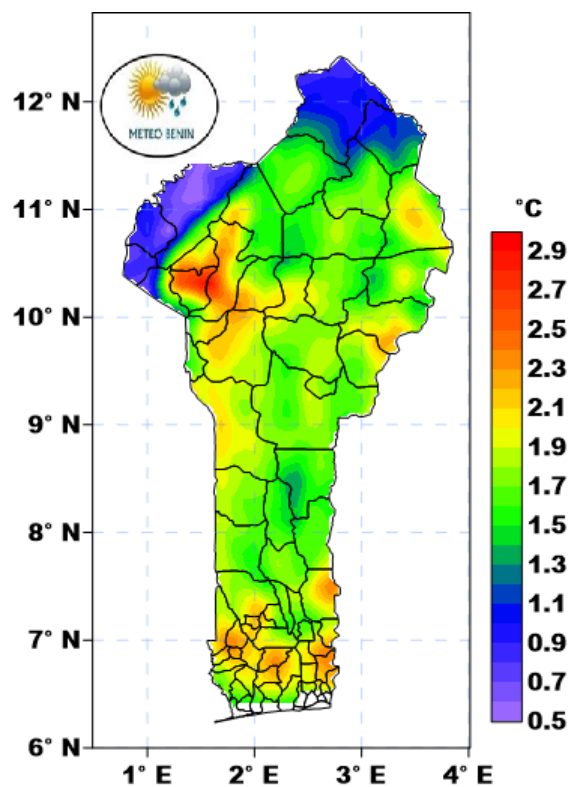 METEO BENIN
12° N
11° N
10° N
9° N
8° N
7° N
6° N
1° E
2° E
3° E
4° E
°C
2.9
2.7
2.5
2.3
2.1
1.9
1.7
1.5
1.3
1.1
0.9
0.7
0.5